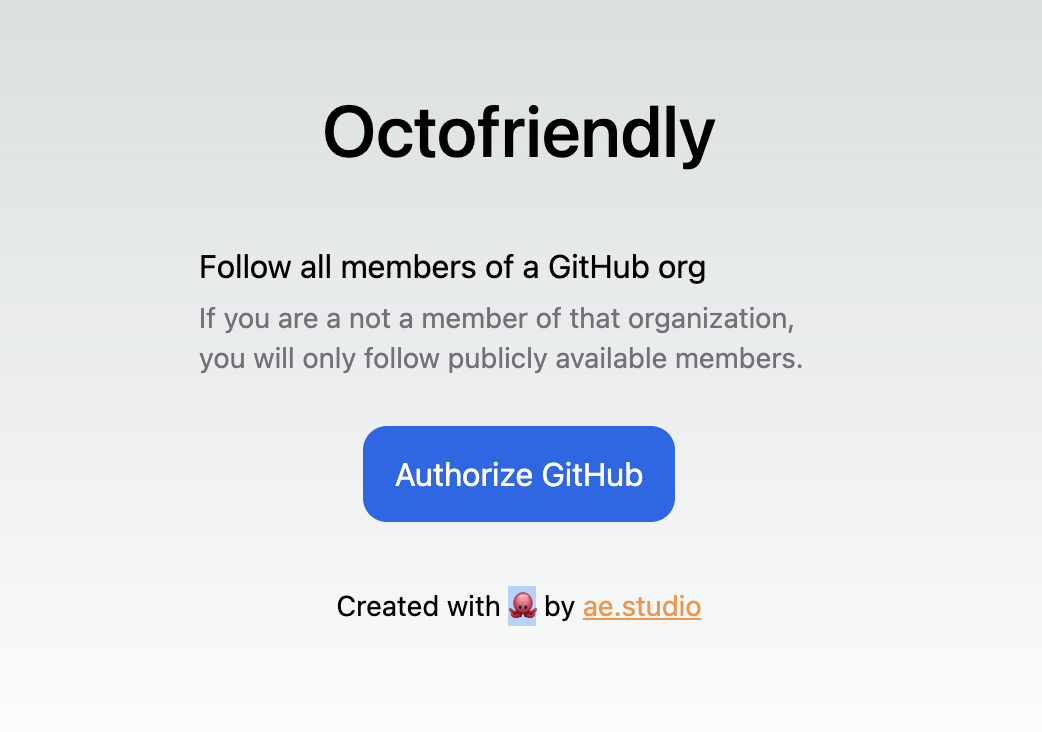 Octofriendly
Follow all members of a GitHub org
If you are a not a member of that organization,
you will only follow publicly available members.
Authorize GitHub
Created with 🐙 by ae.studio